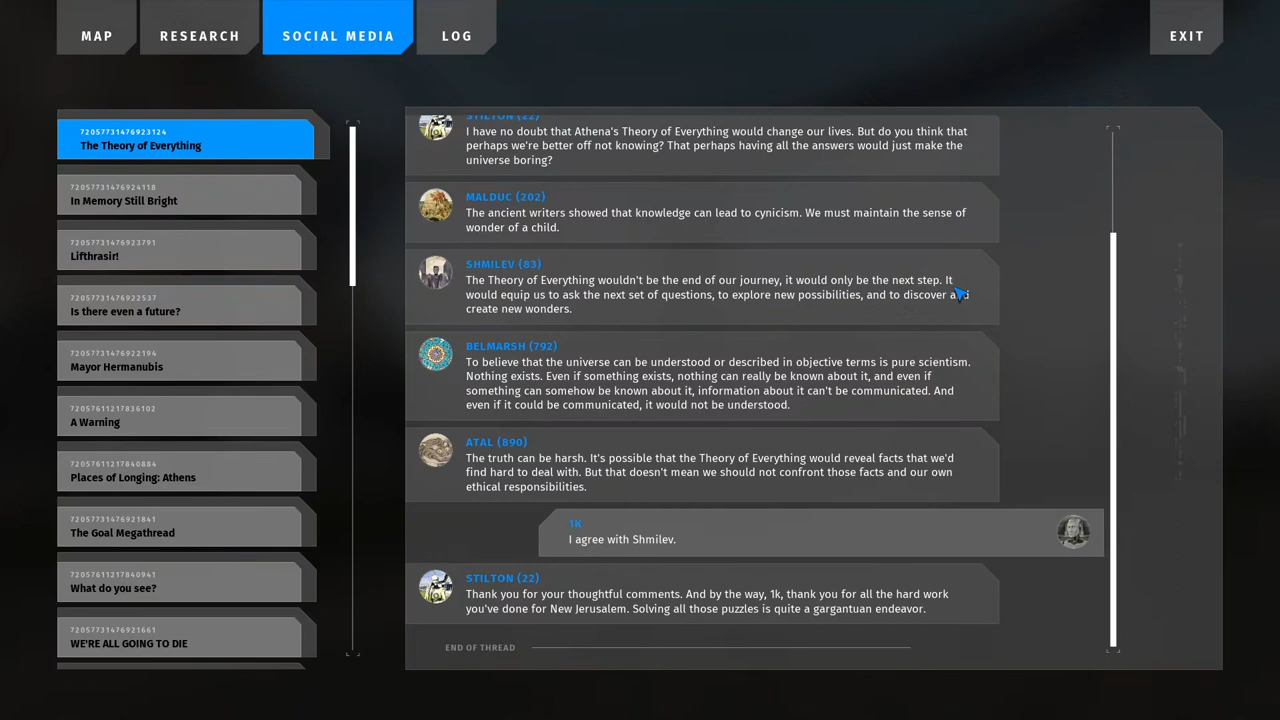 MAP
RESEARCH
SOCIAL MEDIA
LOG
EXIT
72057731476923124
The Theory of Everything
72057731476924118
In Memory Still Bright
72057731476923791
Lifthrasir!
72057731476922537
Is there even a future?
72057731476922194
Mayor Hermanubis
72057611217836102
A Warning
72057611217840884
Places of Longing: Athens
72057731476921841
The Goal Megathread
72057611217840941
What do you see?
72057731476921661
WE'RE ALL GOING TO DIE
STILTON (22)
I have no doubt that Athena's Theory of Everything would change our lives. But do you think that
perhaps we're better off not knowing? That perhaps having all the answers would just make the
universe boring?
MALDUC (202)
The ancient writers showed that knowledge can lead to cynicism. We must maintain the sense of
wonder of a child.
SHMILEV (83)
The Theory of Everything wouldn't be the end of our journey, it would only be the next step. It
would equip us to ask the next set of questions, to explore new possibilities, and to discover and
create new wonders.
BELMARSH (792)
To believe that the universe can be understood or described in objective terms is pure scientism.
Nothing exists. Even if something exists, nothing can really be known about it, and even if
something can somehow be known about it, information about it can't be communicated. And
even if it could be communicated, it would not be understood.
ATAL (890)
The truth can be harsh. It's possible that the Theory of Everything would reveal facts that we'd
find hard to deal with. But that doesn't mean we should not confront those facts and our own
ethical responsibilities.
1K
I agree with Shmilev.
STILTON (22)
Thank you for your thoughtful comments. And by the way, 1k, thank you for all the hard work
you've done for New Jerusalem. Solving all those puzzles is quite a gargantuan endeavor.
END OF THREAD